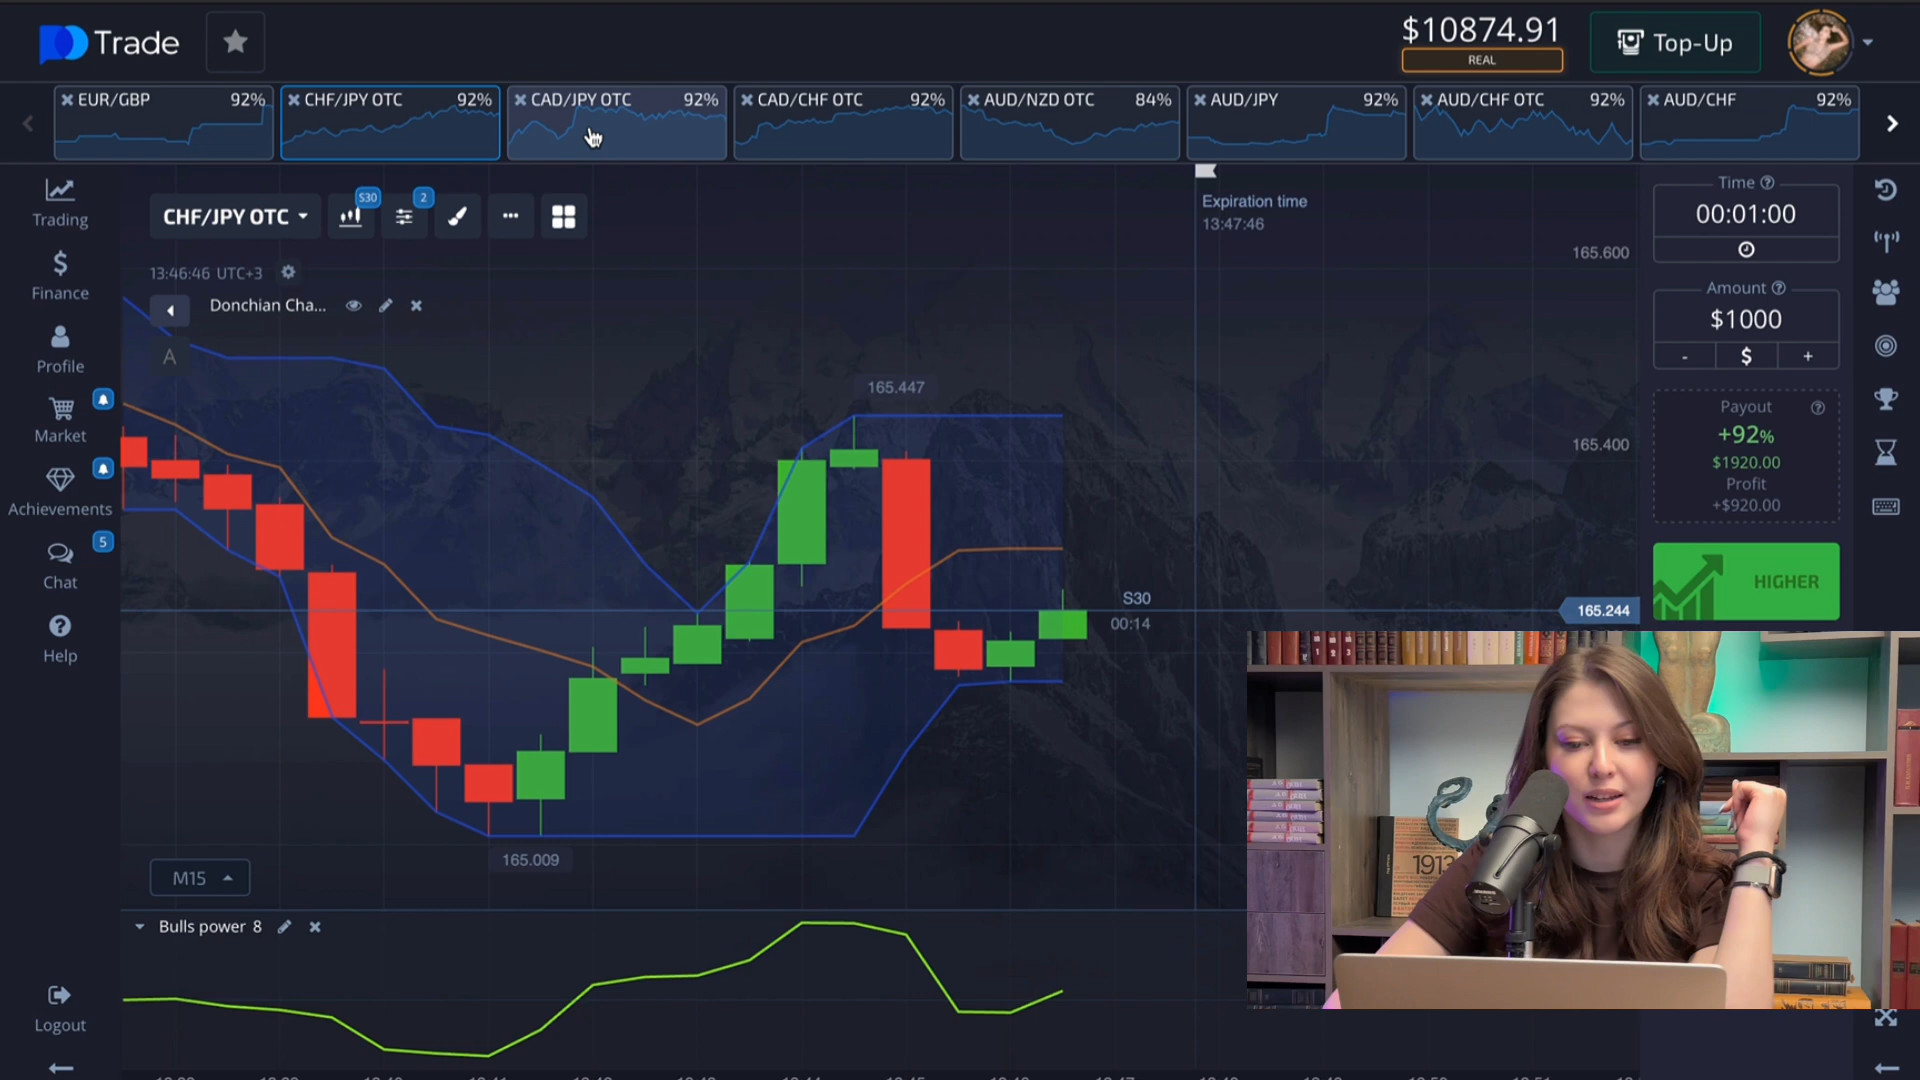 Trade
$10874.91
REAL
Top-Up
EUR/GBP 92%
CHF/JPY OTC 92%
CAD/JPY OTC 92%
CAD/CHF OTC 92%
AUD/NZD OTC 84%
AUD/JPY 92%
AUD/CHF OTC 92%
AUD/CHF 92%
Trading
Finance
Profile
Market
Achievements
5
Chat
Help
Logout
CHF/JPY OTC
S30
2
13:46:46 UTC+3
Donchian Cha...
A
Expiration time
13:47:46
165.600
165.447
165.400
S30
00:14
165.244
165.009
M15
Bulls power 8
Time
00:01:00
Amount
$1000
- $ +
Payout
+92%
$1920.00
Profit
+$920.00
HIGHER
1 2 3
1913